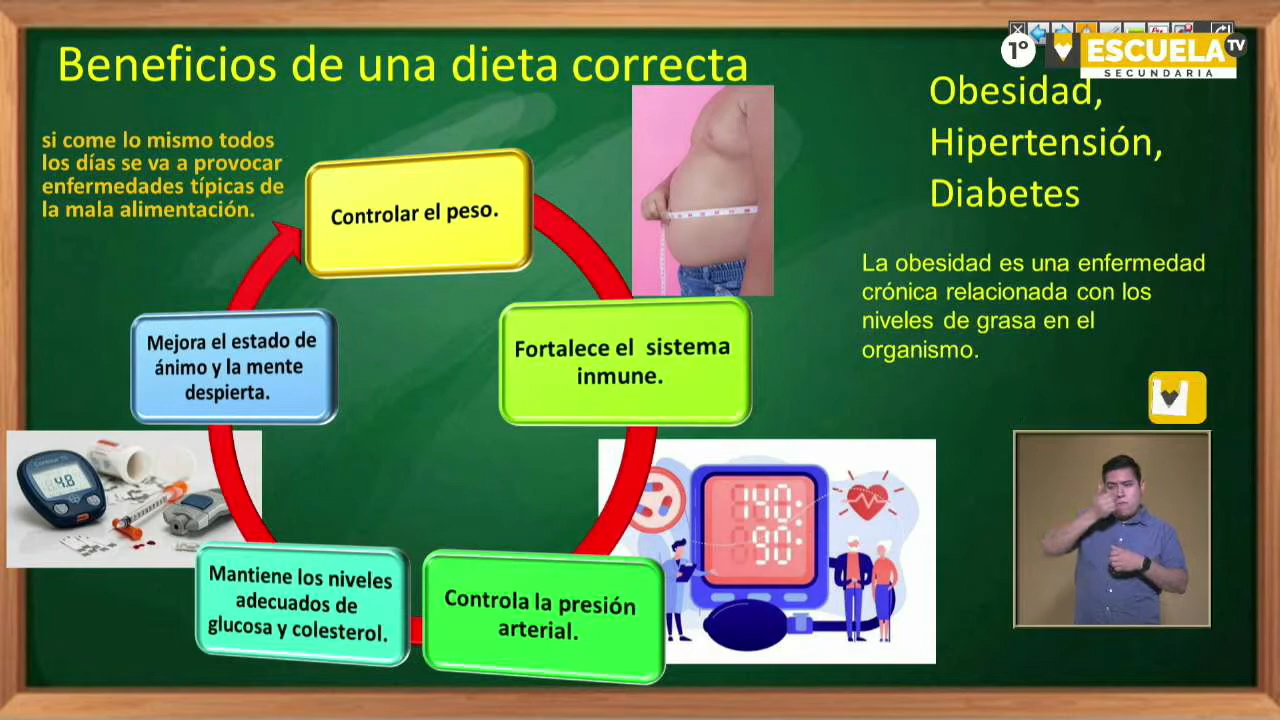 Beneficios de una dieta correcta
1º
ESCUELA TV
SECUNDARIA
Obesidad,
Hipertensión,
Diabetes
si come lo mismo todos
los días se va a provocar
enfermedades típicas de
la mala alimentación.
Controlar el peso.
La obesidad es una enfermedad
crónica relacionada con los
niveles de grasa en el
organismo.
Fortalece el sistema
inmune.
Mejora el estado de
ánimo y la mente
despierta.
4.8
140
90
Mantiene los niveles
adecuados de
glucosa y colesterol.
Controla la presión
arterial.